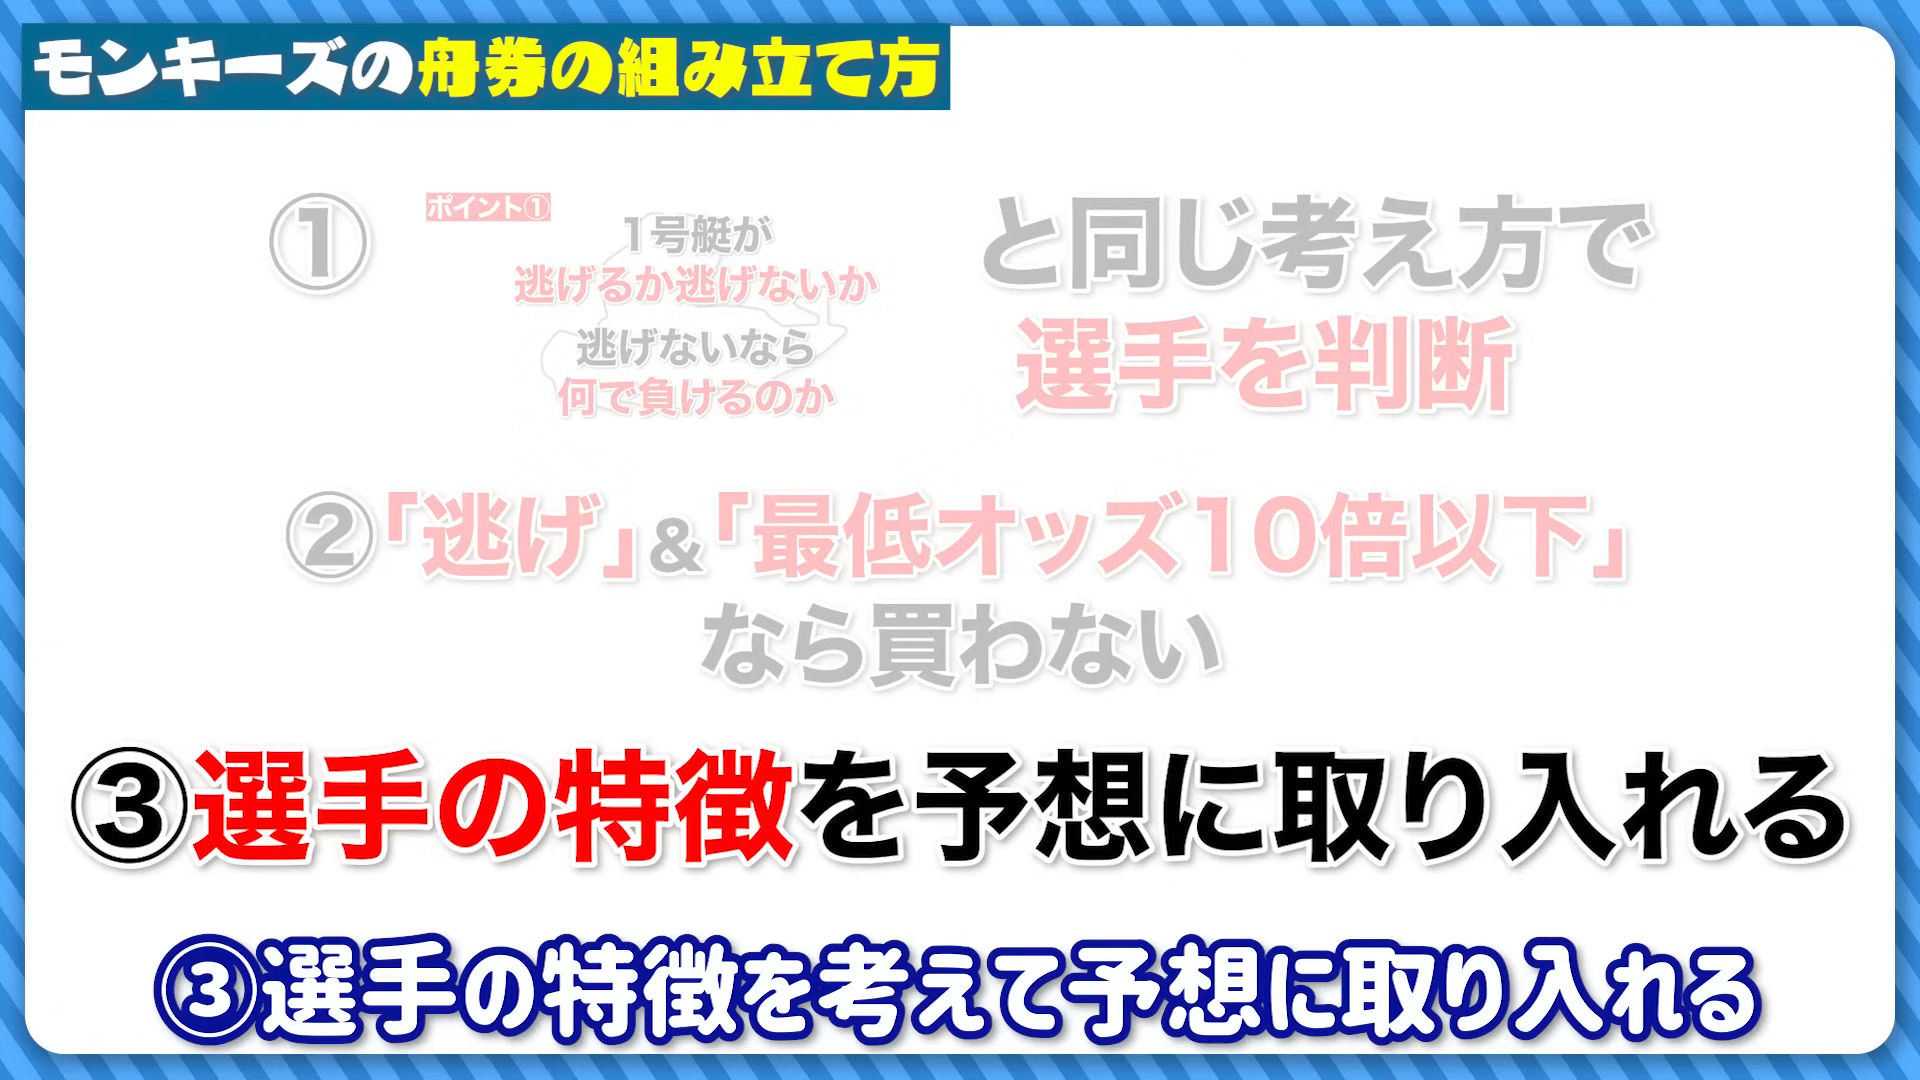 モンキーズの舟券の組み立て方
①
ポイント①
1号艇が
逃げるか逃げないか
逃げないなら
何で負けるのか
と同じ考え方で
選手を判断
②「逃げ」&「最低オッズ10倍以下」
なら買わない
③選手の特徴を予想に取り入れる
③選手の特徴を考えて予想に取り入れる